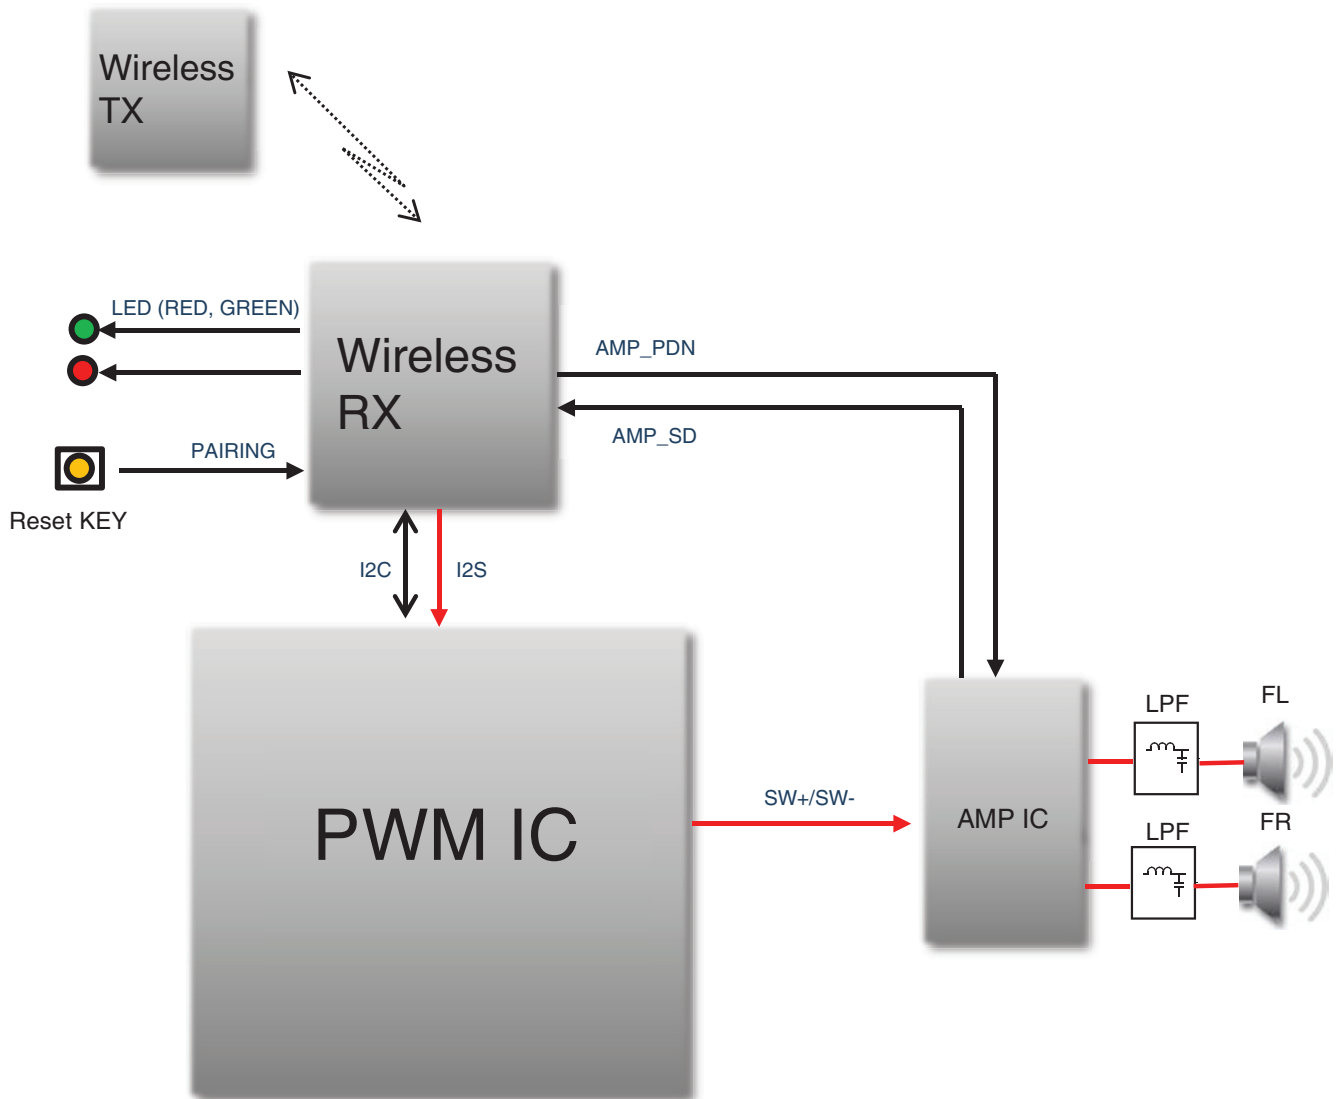 Wireless
TX
LED (RED, GREEN)
Wireless
RX
AMP_PDN
AMP_SD
PAIRING
Reset KEY
I2C
I2S
PWM IC
SW+/SW-
AMP IC
LPF
FL
LPF
FR